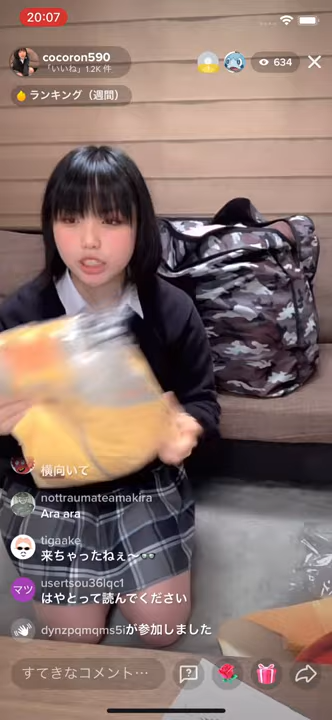 20:07
cocoron590
「いいね」1.2K 件
634
ランキング（週間）
横向いて
nottraumateamakira
Ara ara
tigaake
来ちゃったねぇ〜🕶️
マツ
usertsou36lqc1
はやとって読んでください
dynzpqmqms5iが参加しました
すてきなコメント…